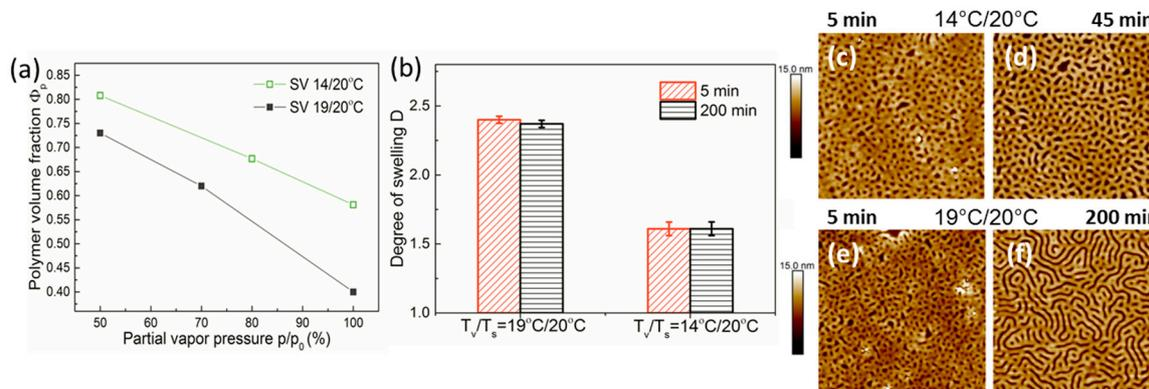 (a)
0.85
0.80
0.75
0.70
0.65
0.60
0.55
0.50
0.45
0.40
Polymer volume fraction Φp
SV 14/20°C
SV 19/20°C
50 60 70 80 90 100
Partial vapor pressure p/p0 (%)
(b)
2.5
2.0
1.5
1.0
Degree of swelling D
5 min
200 min
Tv/Ts=19°C/20°C Tv/Ts=14°C/20°C
5 min 14°C/20°C 45 min
(c) (d)
15.0 nm
5 min 19°C/20°C 200 min
(e) (f)
15.0 nm